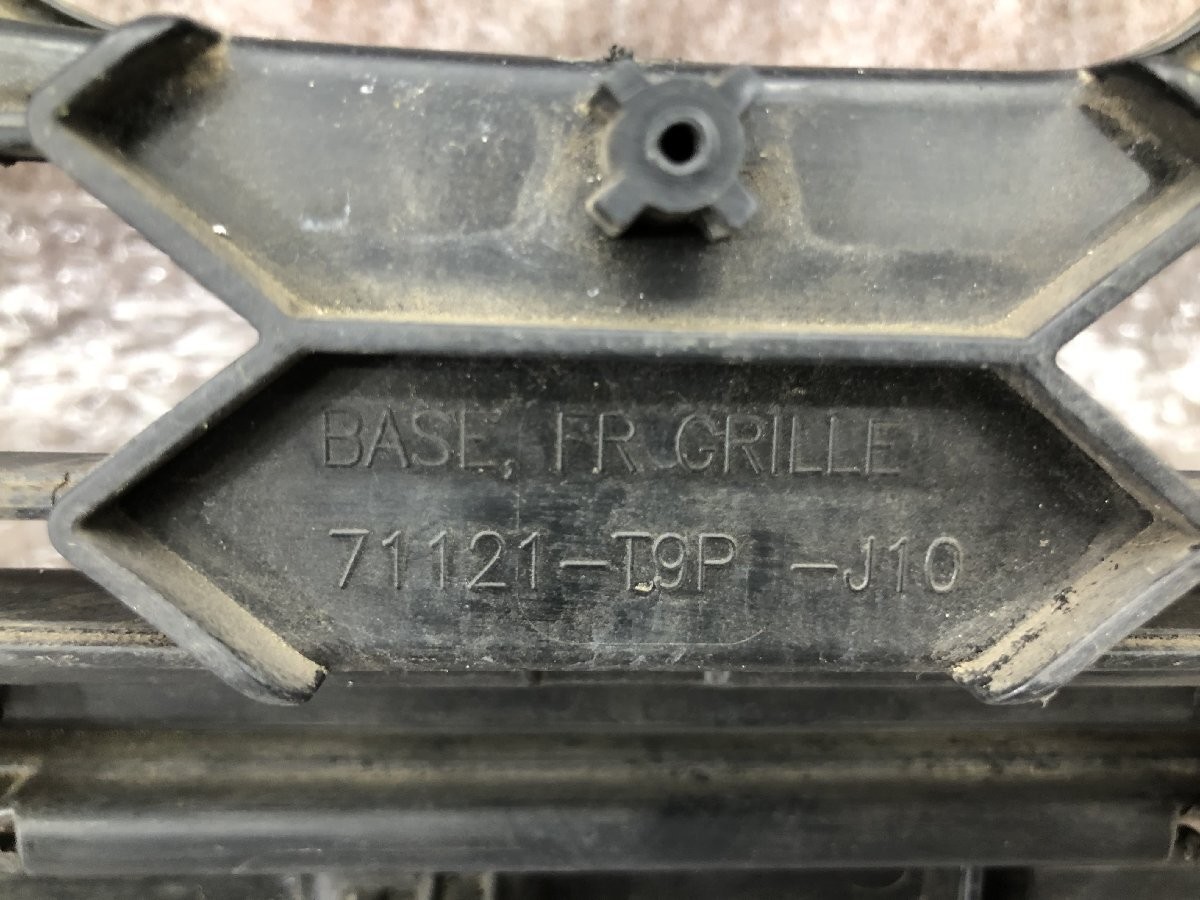 BASE, FR GRILLE
71121-T9P -J10